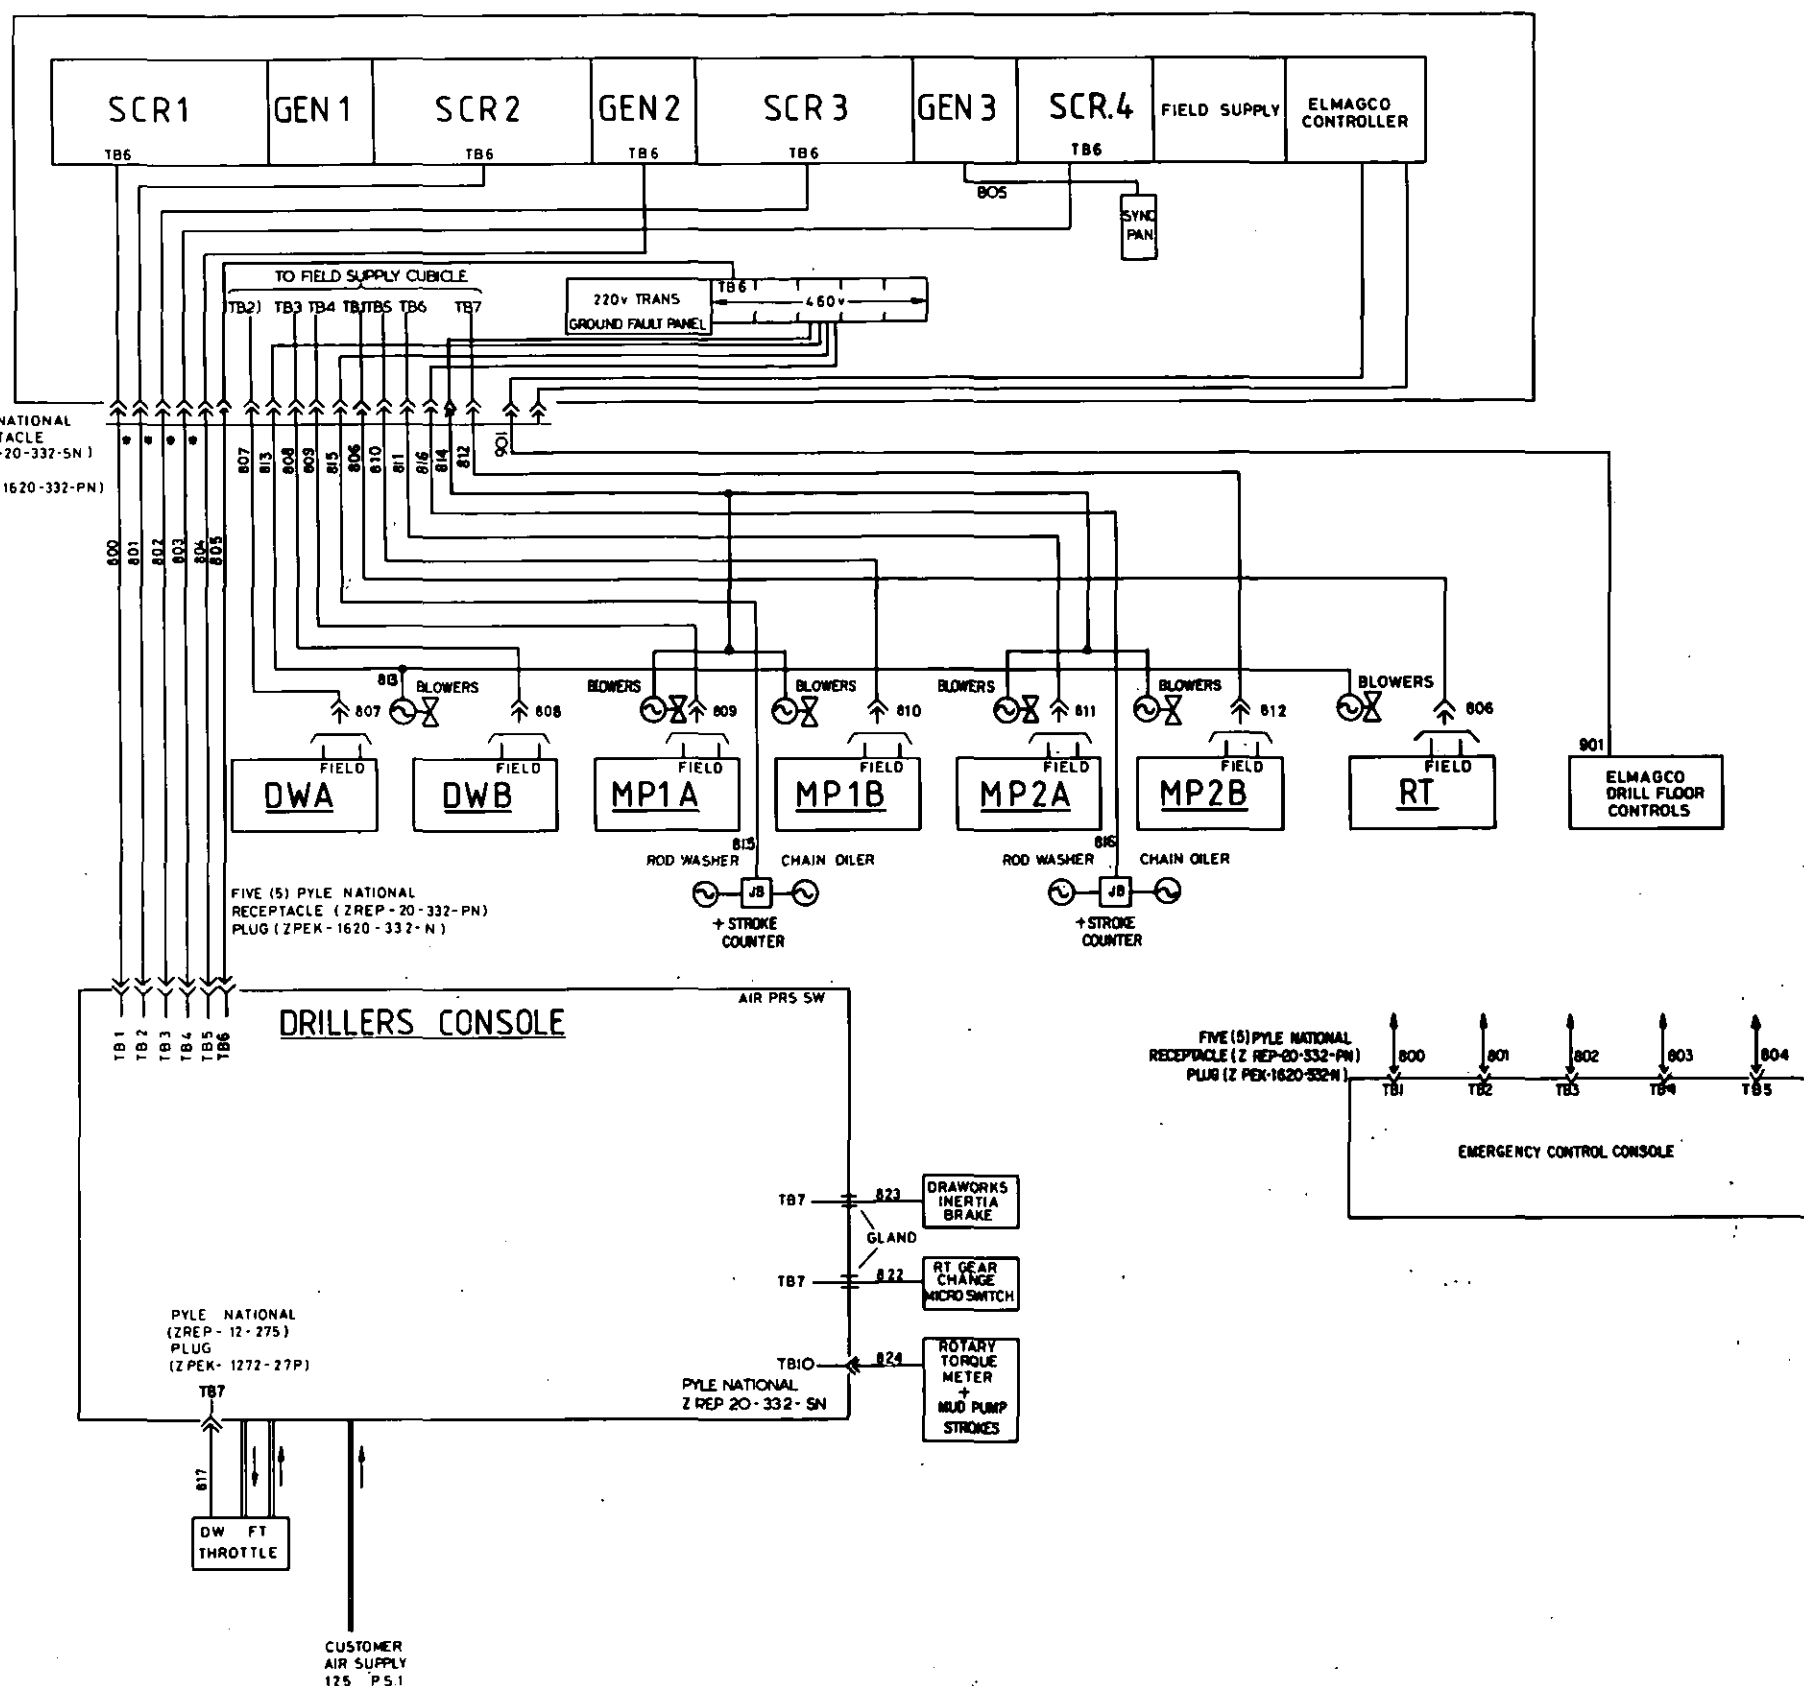 SCR1
GEN 1
SCR 2
GEN 2
SCR 3
GEN 3
SCR.4
FIELD SUPPLY
ELMAGCO
CONTROLLER
TB6
TB6
TB6
TB6
TB6
805
SYNC
PAN
TO FIELD SUPPLY CUBICLE
(TB2) TB3 TB4 TB1 TB5 TB6 TB7
220v TRANS
GROUND FAULT PANEL
TB6
460v
NATIONAL
TACLE
-20-332-SN)
1620-332-PN)
* * * *
807
813
808
809
815
806
810
811
816
814
812
901
800
801
802
803
804
805
813
BLOWERS
BLOWERS
BLOWERS
BLOWERS
BLOWERS
BLOWERS
807
808
809
810
811
812
806
FIELD
DWA
FIELD
DWB
FIELD
MP1A
FIELD
MP1B
FIELD
MP2A
FIELD
MP2B
FIELD
RT
901
ELMAGCO
DRILL FLOOR
CONTROLS
815
ROD WASHER CHAIN OILER
JB
+ STROKE
COUNTER
816
ROD WASHER CHAIN OILER
JB
+ STROKE
COUNTER
FIVE (5) PYLE NATIONAL
RECEPTACLE (ZREP-20-332-PN)
PLUG (ZPEK-1620-332-N)
TB1
TB2
TB3
TB4
TB5
TB6
DRILLERS CONSOLE
AIR PRS SW
FIVE (5) PYLE NATIONAL
RECEPTACLE (Z REP-20-332-PN)
PLUG (Z PEK-1620-332-N)
800
801
802
803
804
TB1
TB2
TB3
TB4
TB5
EMERGENCY CONTROL CONSOLE
TB7
823
DRAWORKS
INERTIA
BRAKE
GLAND
TB7
822
RT GEAR
CHANGE
MICRO SWITCH
TB10
824
ROTARY
TORQUE
METER
+
MUD PUMP
STROKES
PYLE NATIONAL
Z REP 20-332-SN
PYLE NATIONAL
(ZREP-12-275)
PLUG
(ZPEK-1272-27P)
TB7
817
DW FT
THROTTLE
CUSTOMER
AIR SUPPLY
125 P.S.I